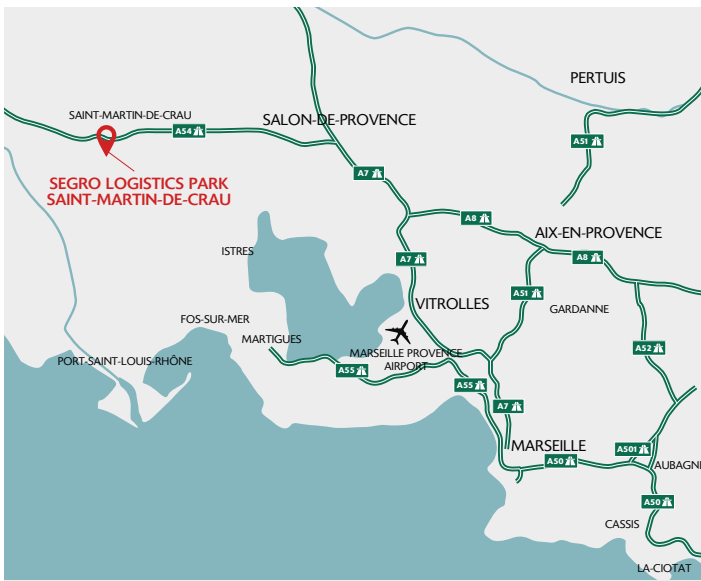 PERTUIS
SAINT-MARTIN-DE-CRAU
SALON-DE-PROVENCE
A54
A51
A7
SEGRO LOGISTICS PARK
SAINT-MARTIN-DE-CRAU
A8
AIX-EN-PROVENCE
ISTRES
A7
A8
A51
VITROLLES
GARDANNE
FOS-SUR-MER
MARTIGUES
A52
MARSEILLE PROVENCE
AIRPORT
PORT-SAINT-LOUIS-RHÔNE
A55
A55
A7
MARSEILLE
A501
A50
AUBAGNE
A50
CASSIS
LA-CIOTAT